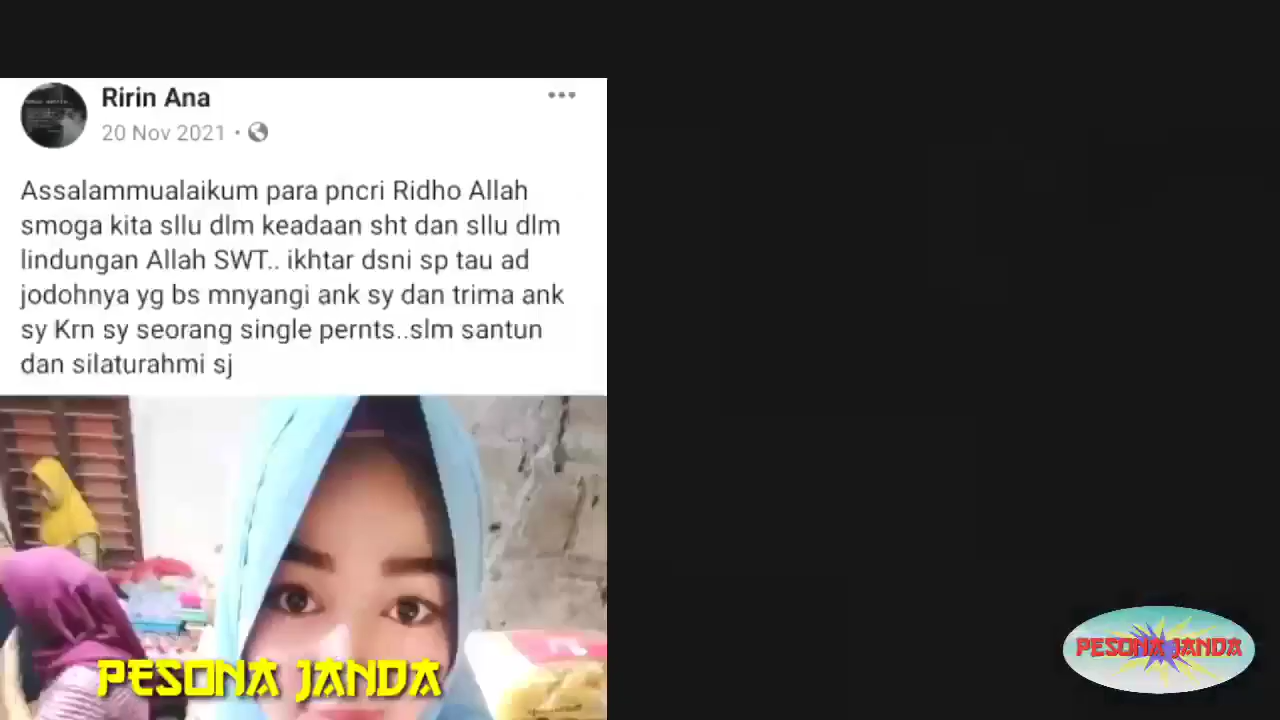 Ririn Ana
20 Nov 2021
Assalammualaikum para pncri Ridho Allah
smoga kita sllu dlm keadaan sht dan sllu dlm
lindungan Allah SWT.. ikhtar dsni sp tau ad
jodohnya yg bs mnyangi ank sy dan trima ank
sy Krn sy seorang single pernts..slm santun
dan silaturahmi sj
PESONA JANDA
PESONA JANDA